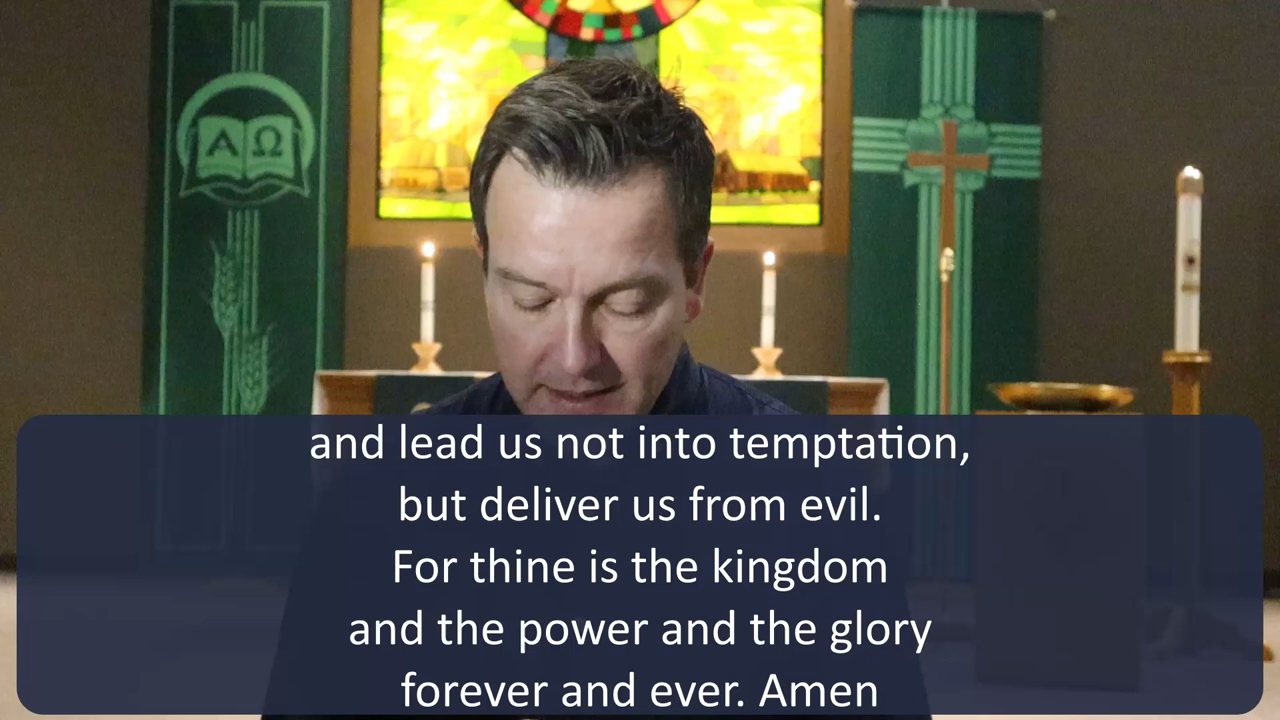 ΑΩ
and lead us not into temptation,
but deliver us from evil.
For thine is the kingdom
and the power and the glory
forever and ever. Amen